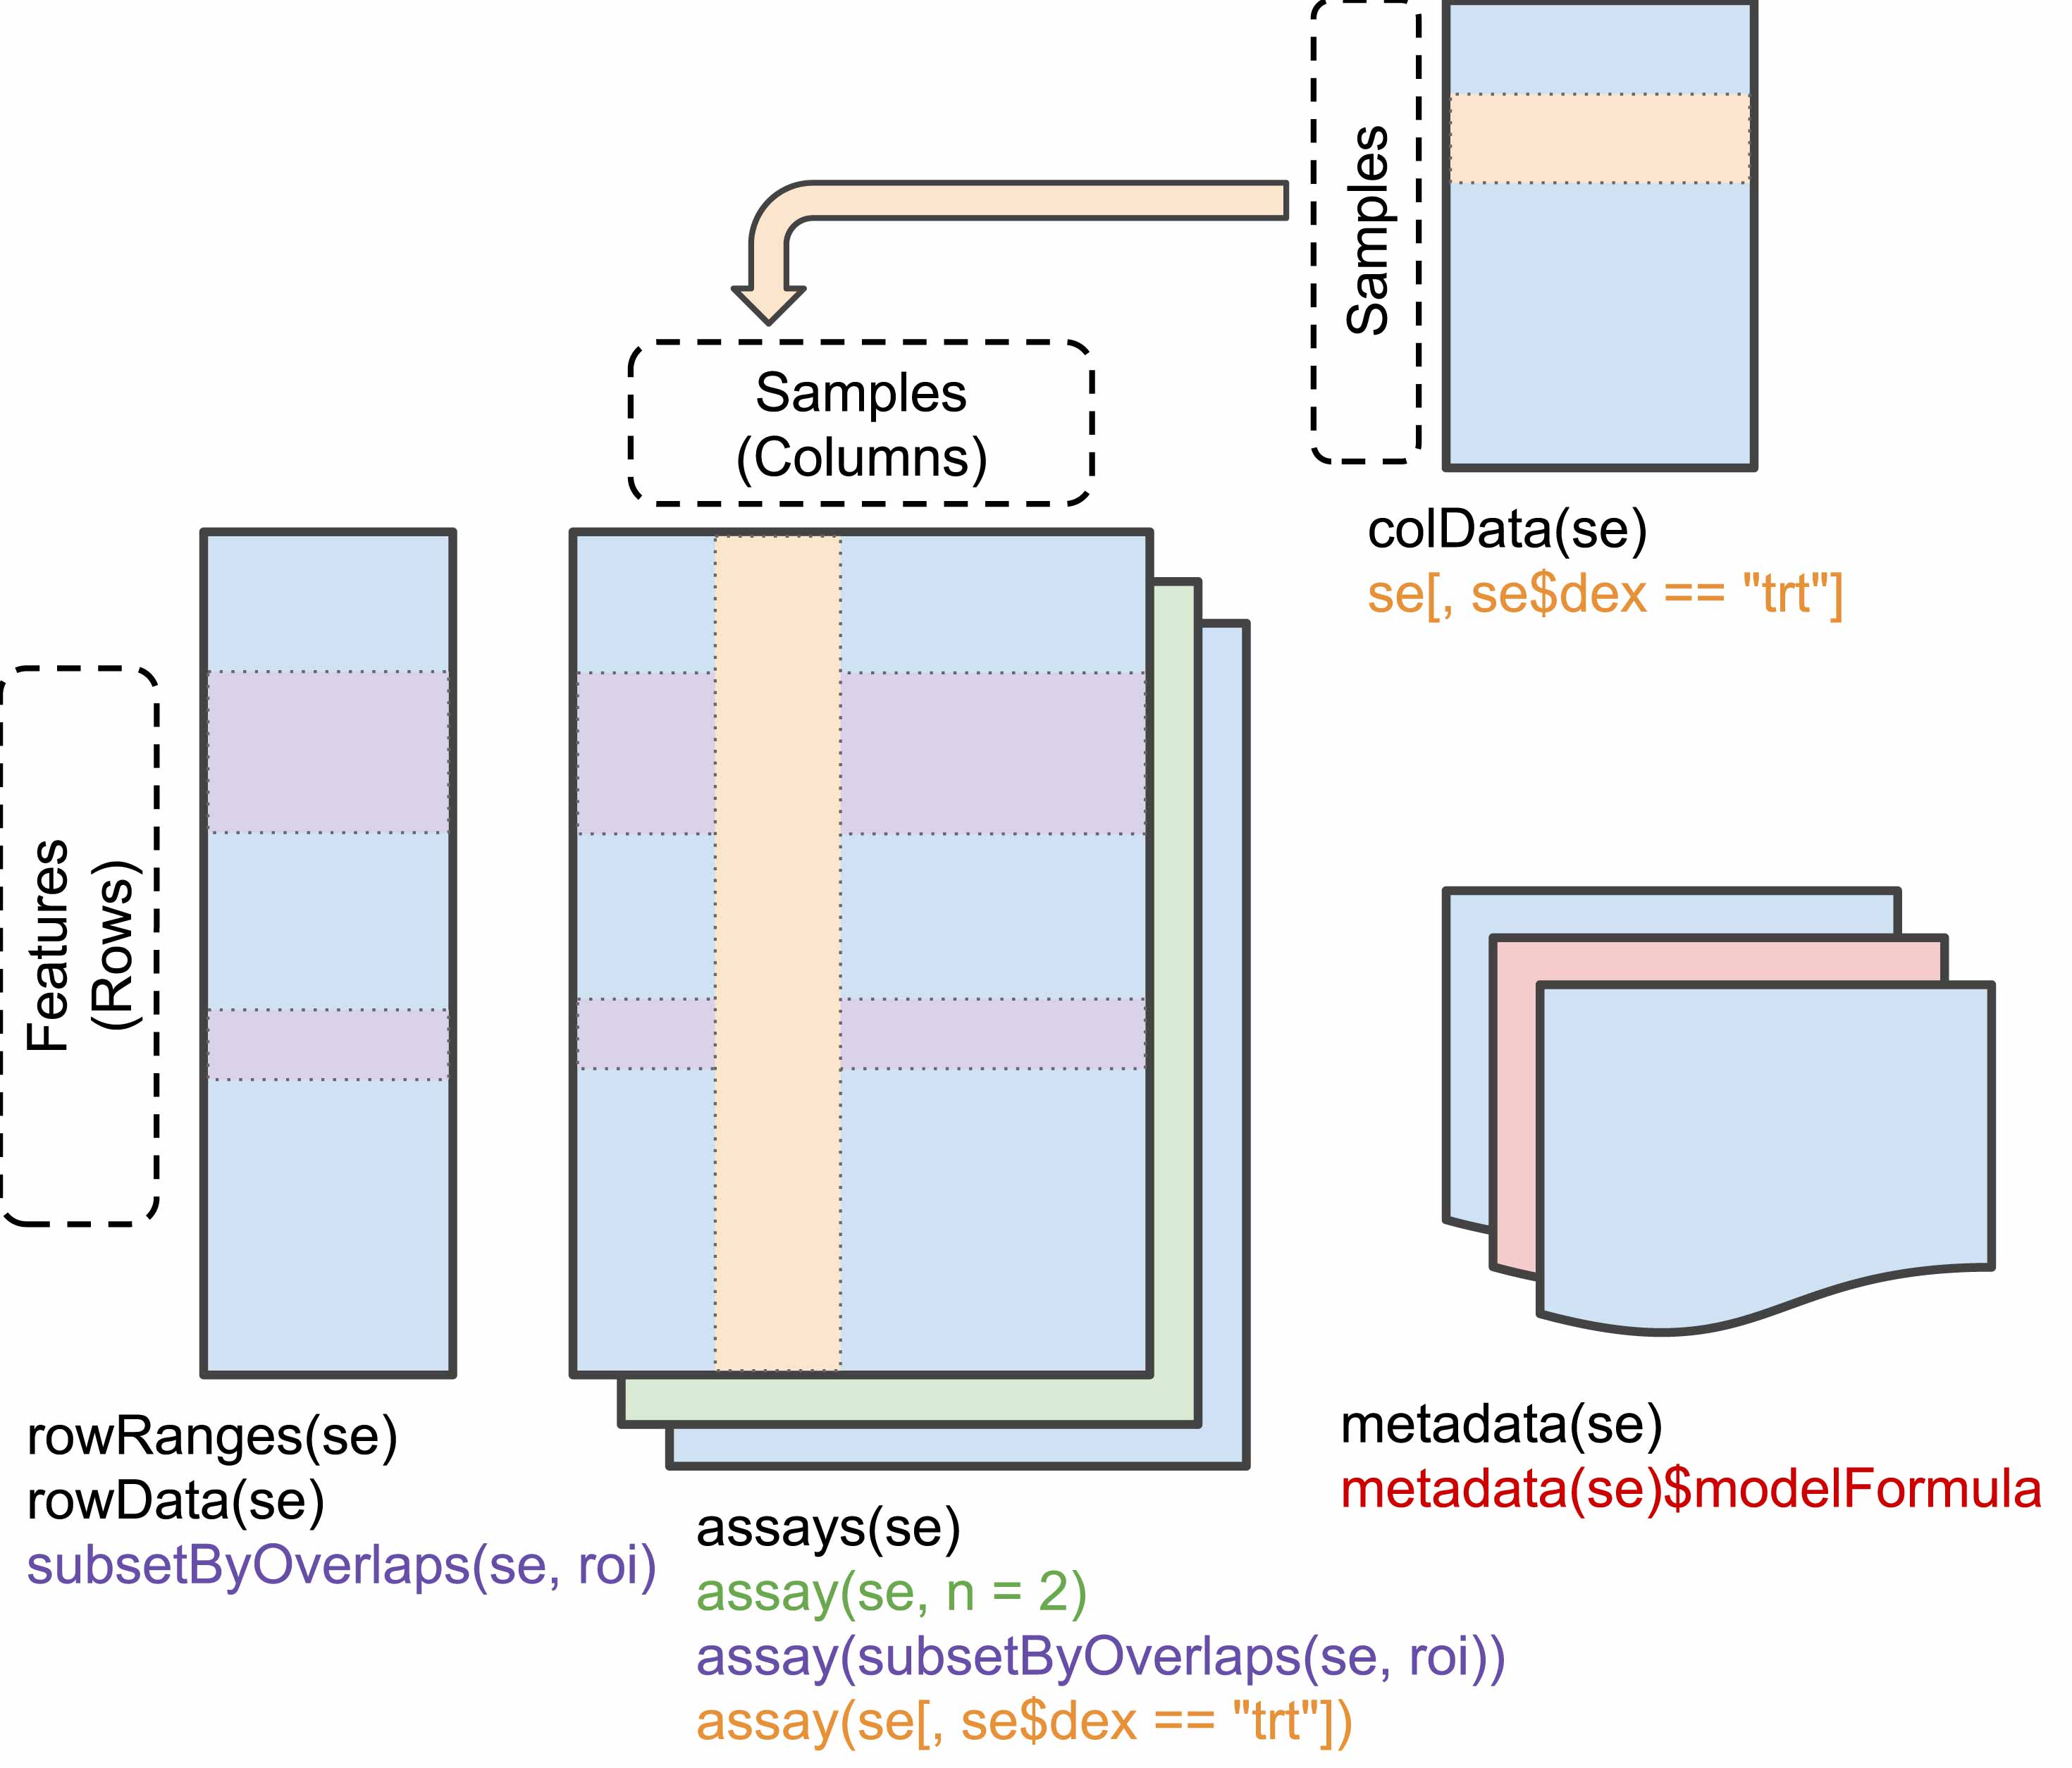 Samples
Samples
(Columns)
colData(se)
se[, se$dex == "trt"]
Features
(Rows)
rowRanges(se)
rowData(se)
subsetByOverlaps(se, roi)
assays(se)
assay(se, n = 2)
assay(subsetByOverlaps(se, roi))
assay(se[, se$dex == "trt"])
metadata(se)
metadata(se)$modelFormula